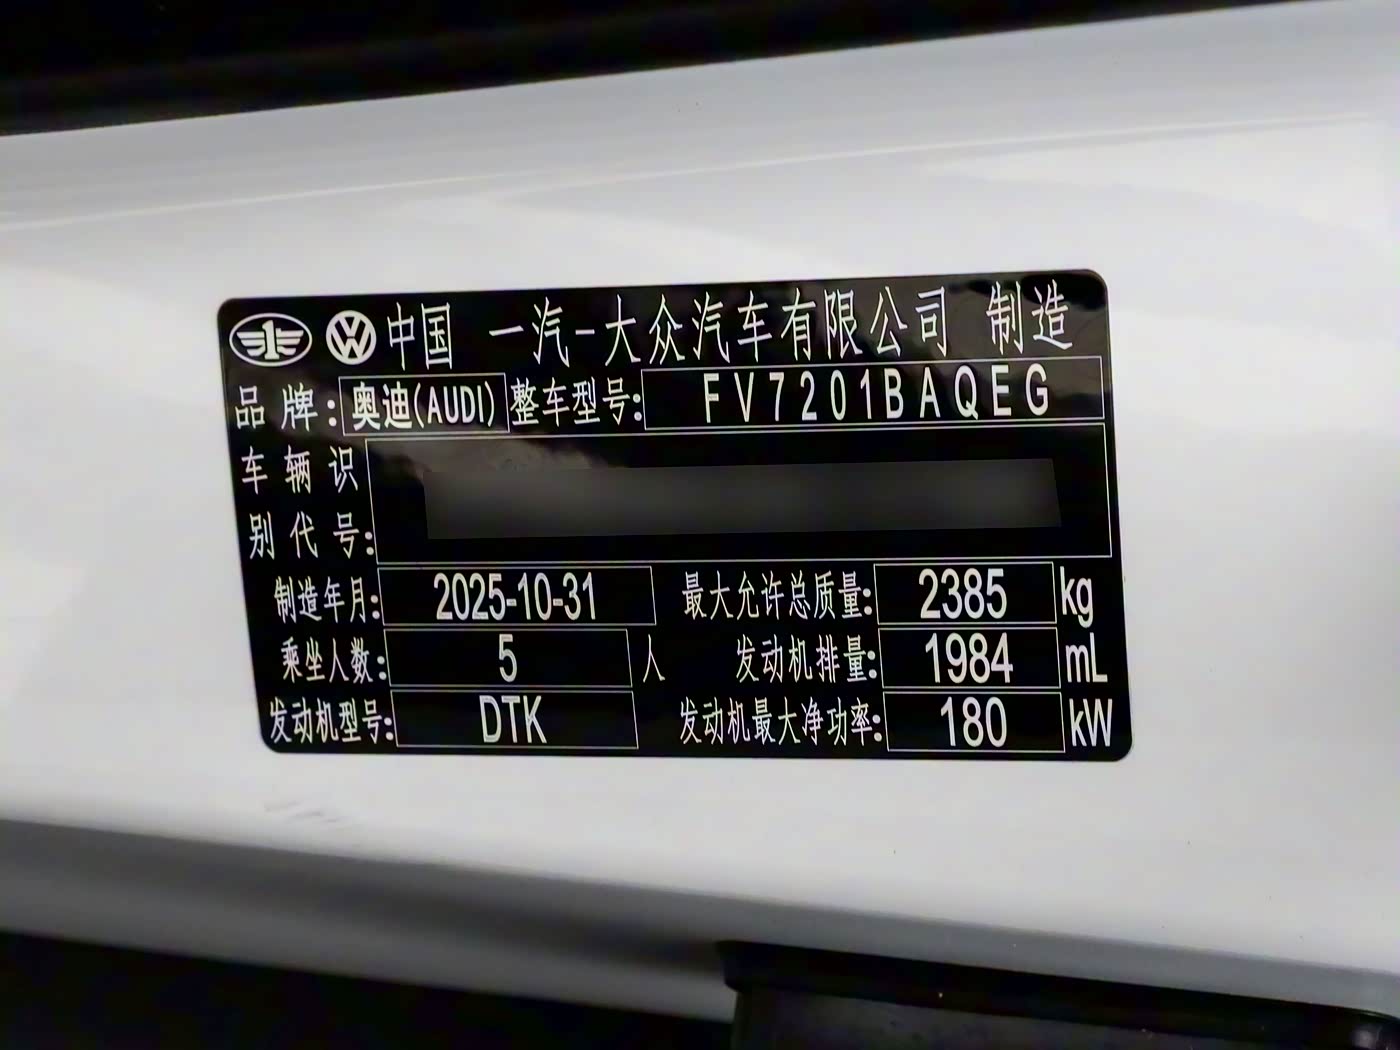 中国 一汽-大众汽车有限公司 制造
品牌: 奥迪(AUDI) 整车型号: FV7201BAQEG
车辆识
别代号:
制造年月: 2025-10-31 最大允许总质量: 2385 kg
乘坐人数: 5 人 发动机排量: 1984 mL
发动机型号: DTK 发动机最大净功率: 180 kW